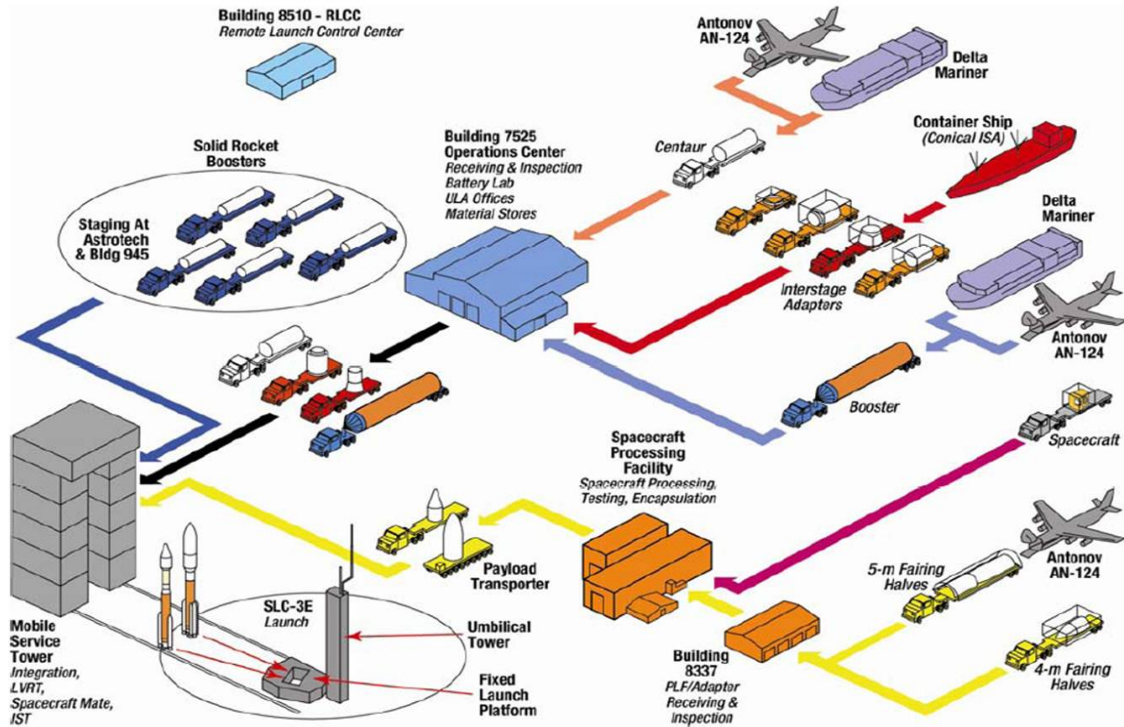 Building 8510 - RLCC
Remote Launch Control Center
Antonov
AN-124
Delta
Mariner
Solid Rocket
Boosters
Building 7525
Operations Center
Receiving & Inspection
Battery Lab
ULA Offices
Material Stores
Centaur
Container Ship
(Conical ISA)
Staging At
Astrotech
& Bldg 945
Delta Mariner
Interstage
Adapters
Antonov
AN-124
Booster
Spacecraft
Spacecraft
Processing
Facility
Spacecraft Processing,
Testing, Encapsulation
Payload
Transporter
5-m Fairing
Halves
Antonov
AN-124
SLC-3E
Launch
Umbilical
Tower
Mobile
Service
Tower
Integration,
LVRT,
Spacecraft Mate,
IST
Fixed
Launch
Platform
Building
8337
PLF/Adaptor
Receiving &
Inspection
4-m Fairing
Halves